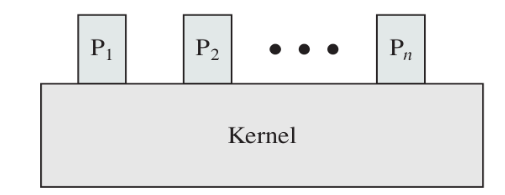 P₁ P₂ • • • Pₙ
Kernel